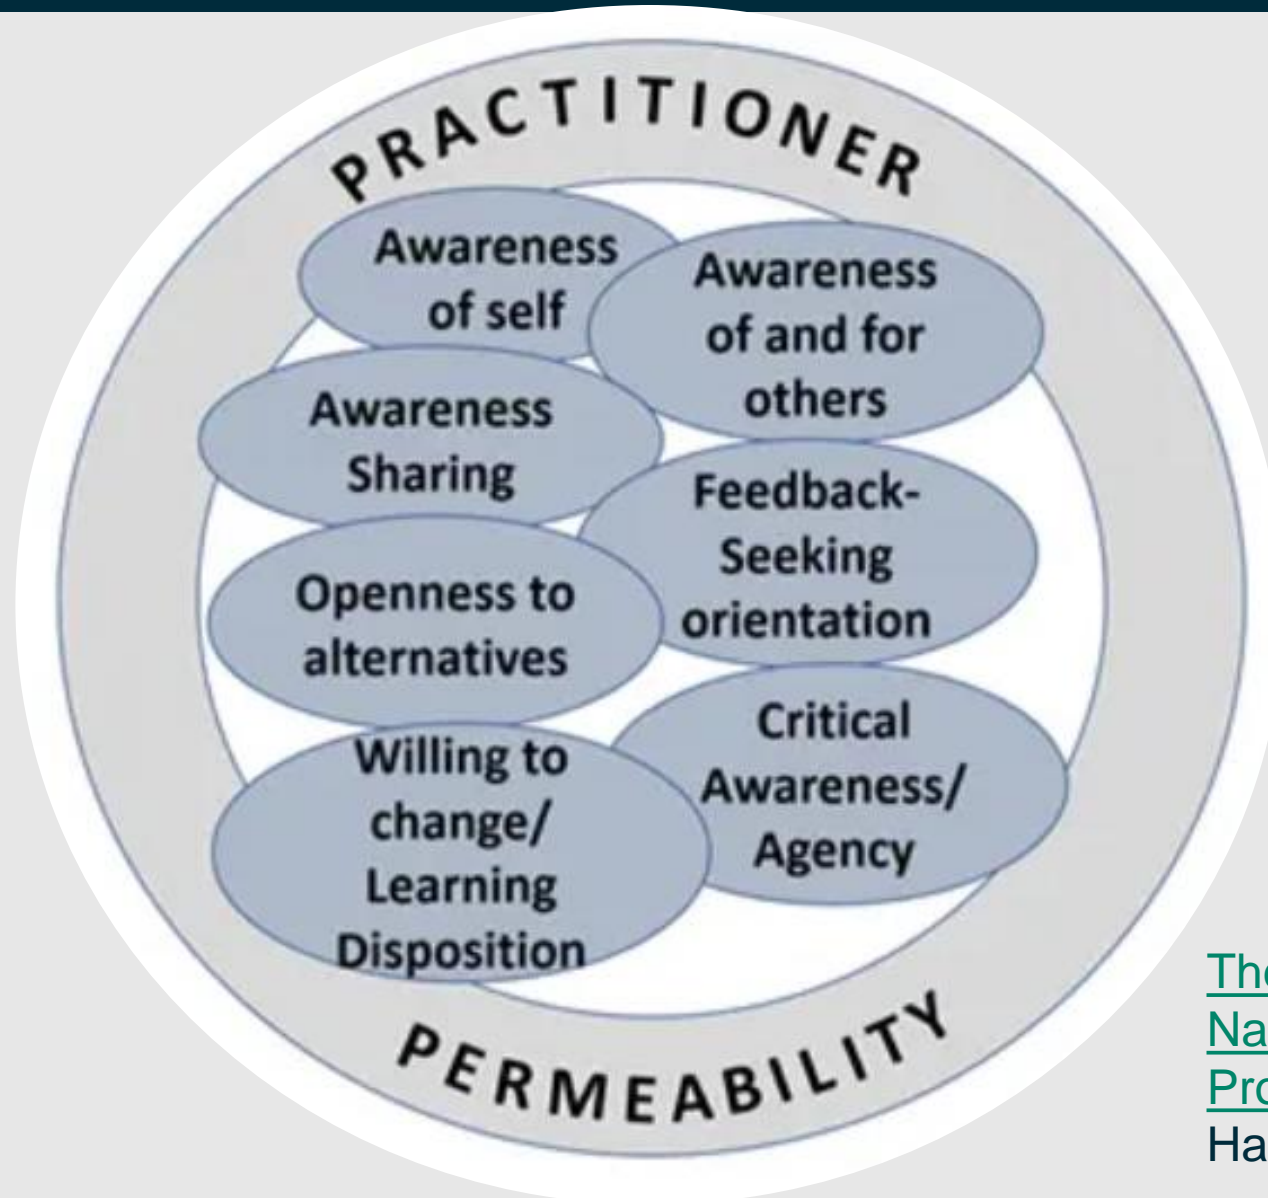 PRACTITIONER
Awareness
of self
Awareness
of and for
others
Awareness
Sharing
Feedback-
Seeking
orientation
Openness to
alternatives
Critical
Awareness/
Agency
Willing to
change/
Learning
Disposition
PERMEABILITY